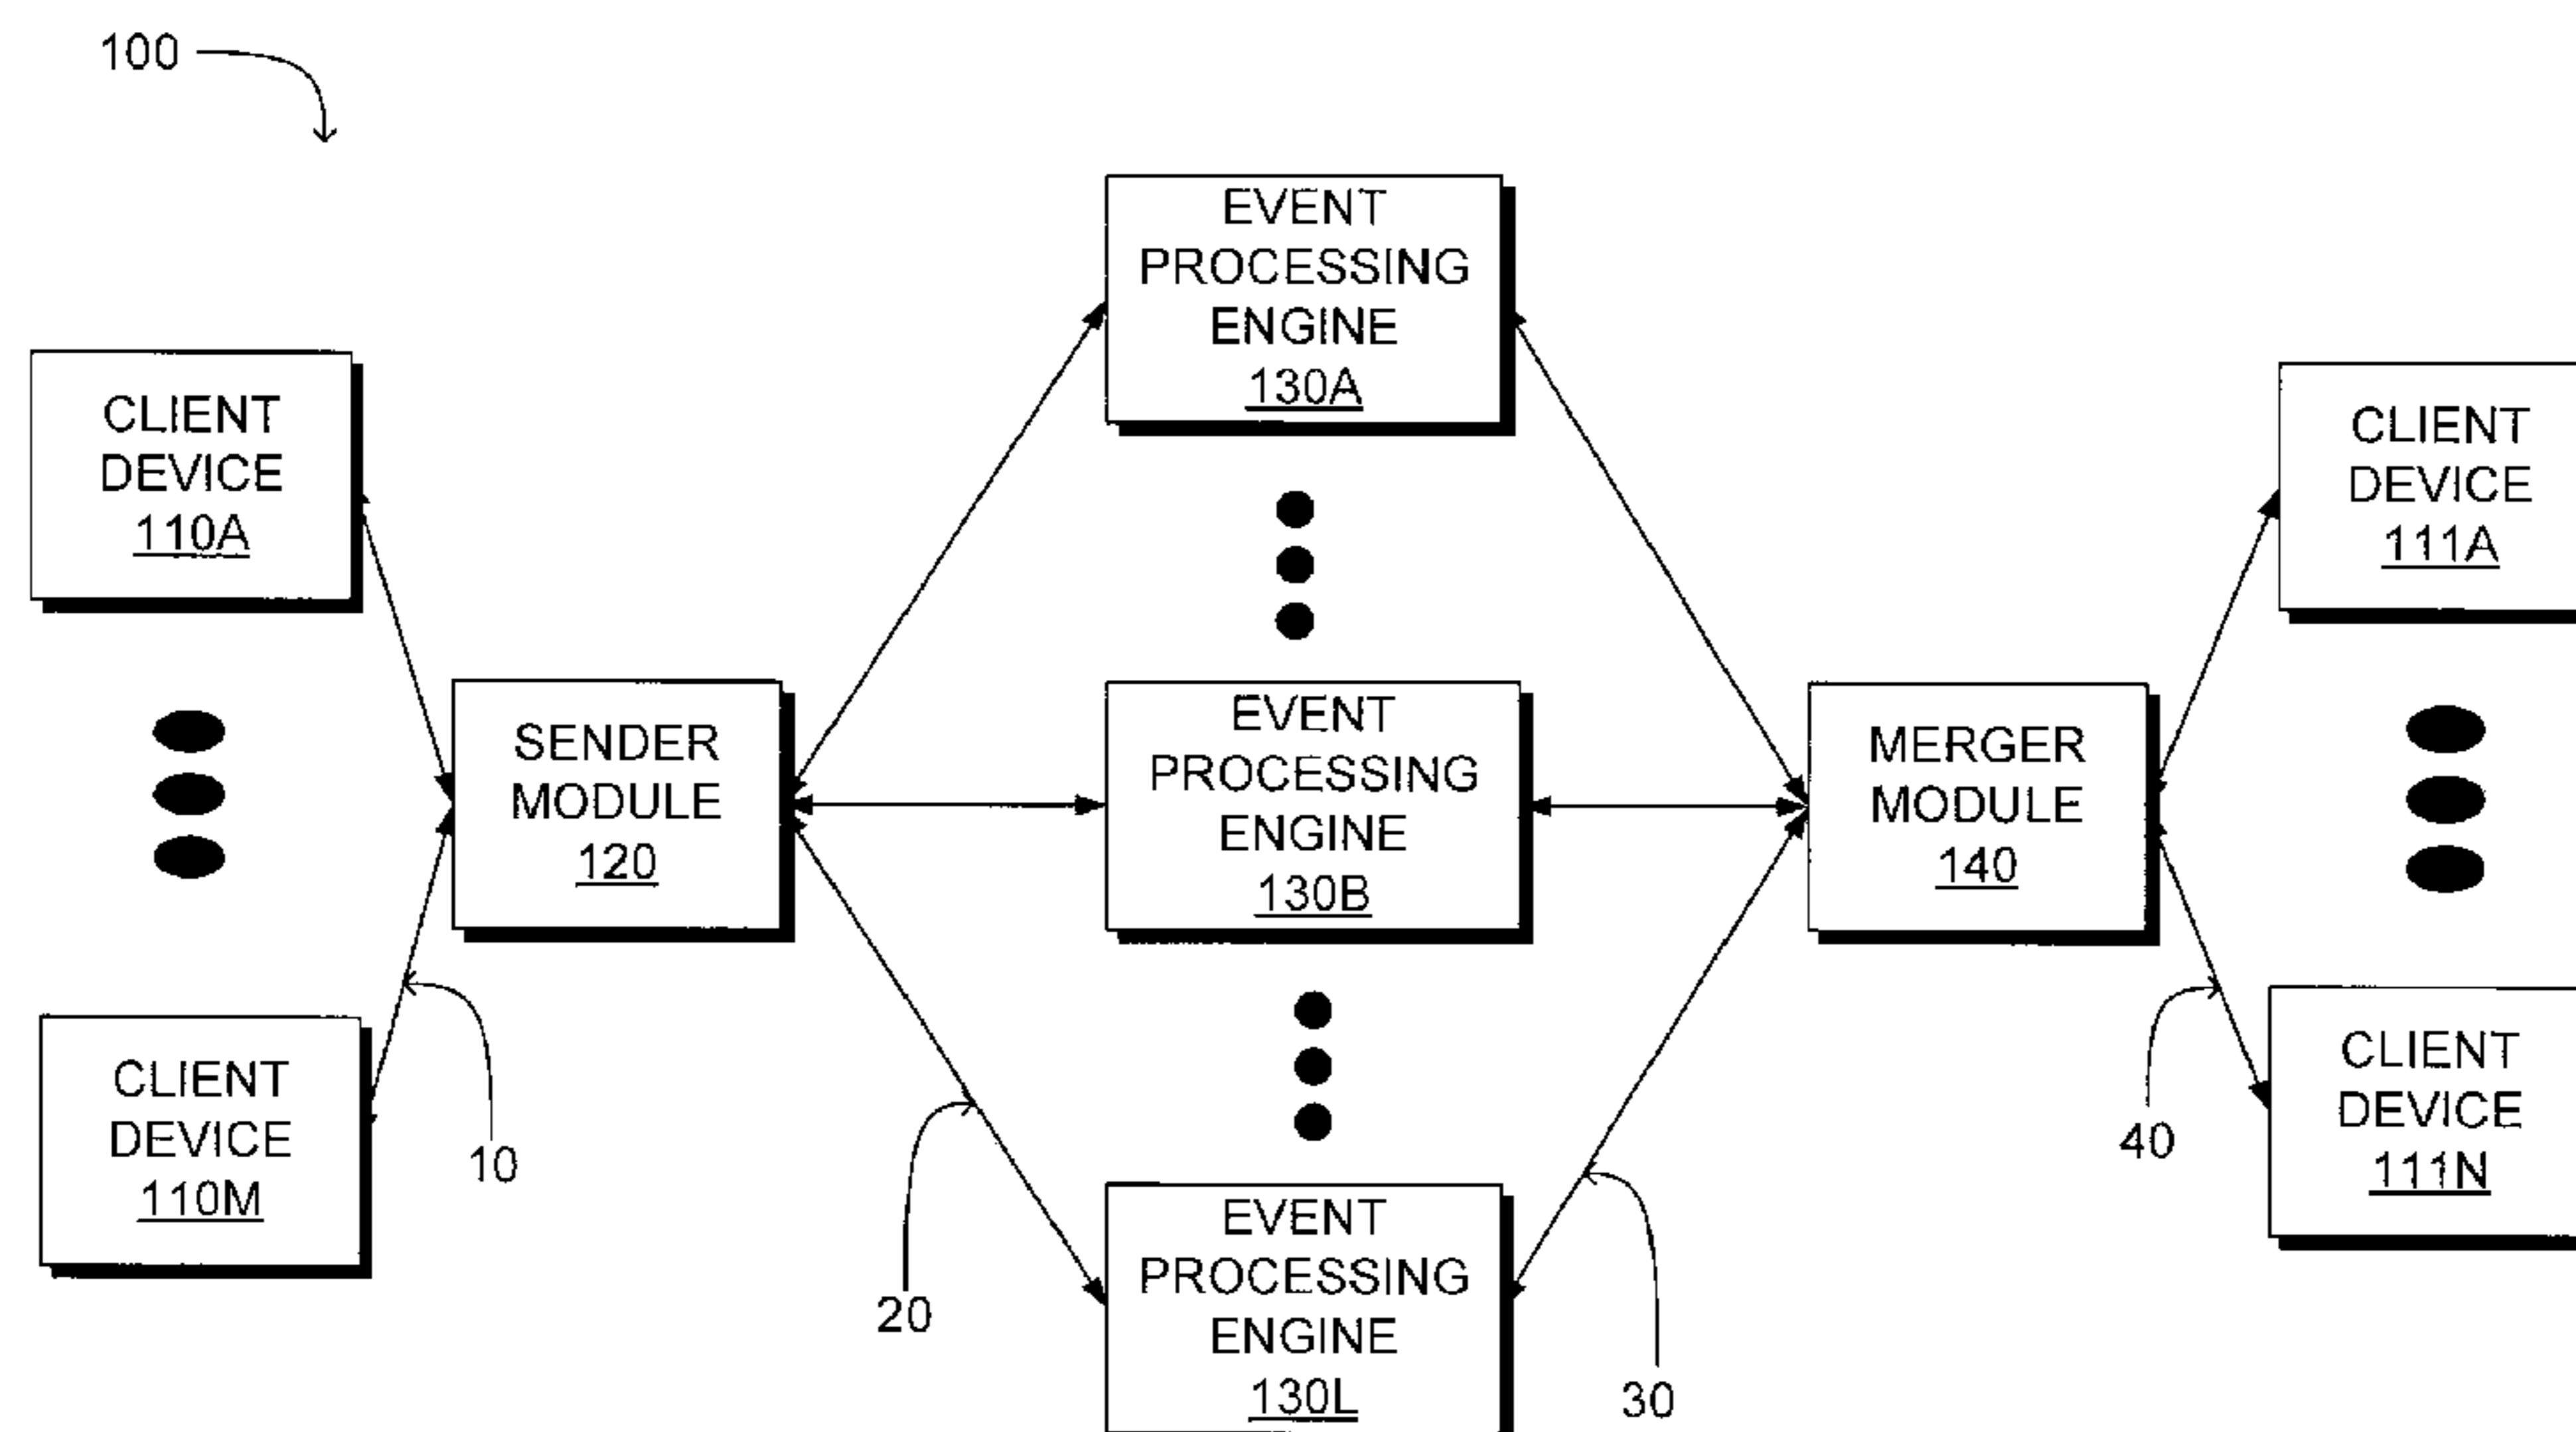 100
EVENT
PROCESSING
ENGINE
130A
CLIENT
DEVICE
110A
CLIENT
DEVICE
111A
SENDER
MODULE
120
EVENT
PROCESSING
ENGINE
130B
MERGER
MODULE
140
CLIENT
DEVICE
110M
10
20
EVENT
PROCESSING
ENGINE
130L
30
40
CLIENT
DEVICE
111N